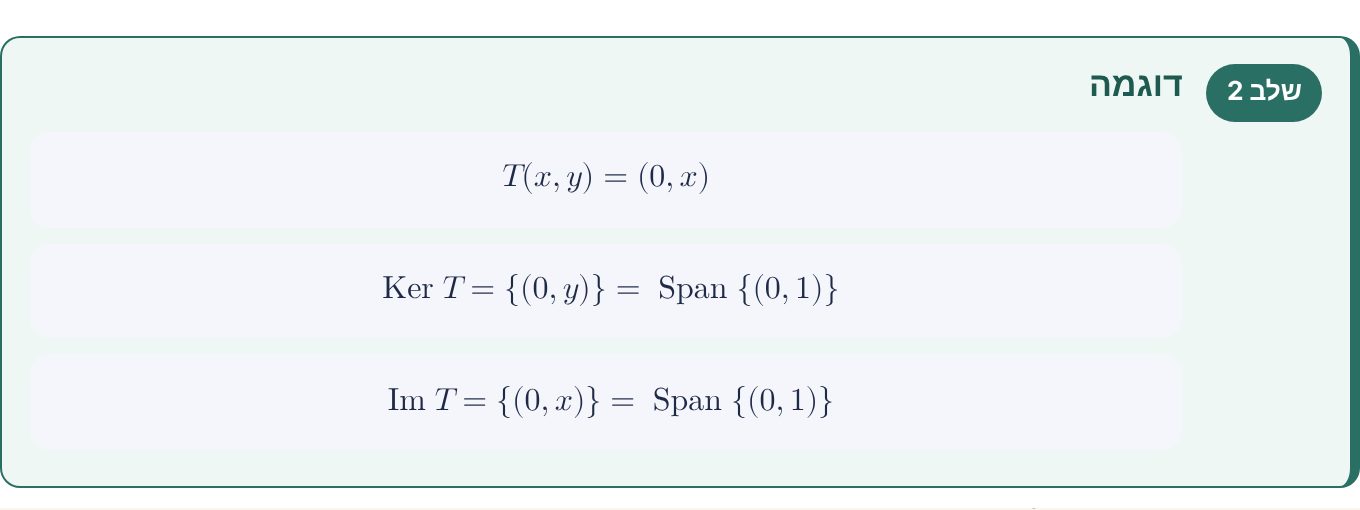 שלב 2
דוגמה
T(x, y) = (0, x)
Ker T = {(0, y)} = Span {(0, 1)}
Im T = {(0, x)} = Span {(0, 1)}